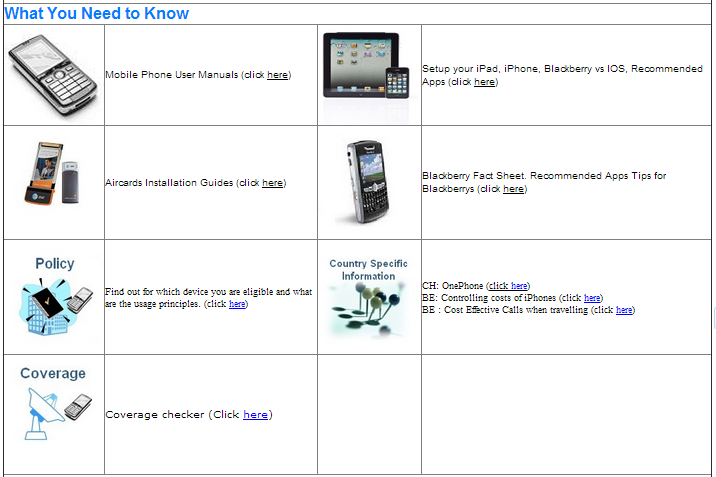 What You Need to Know
Mobile Phone User Manuals (click here)
Setup your iPad, iPhone, Blackberry vs IOS, Recommended
Apps (click here)
Aircards Installation Guides (click here)
Blackberry Fact Sheet. Recommended Apps Tips for
Blackberrys (click here)
Policy
Find out for which device you are eligible and what
are the usage principles. (click here)
Country Specific
Information
CH: OnePhone (click here)
BE: Controlling costs of iPhones (click here)
BE : Cost Effective Calls when travelling (click here)
Coverage
Coverage checker (Click here)